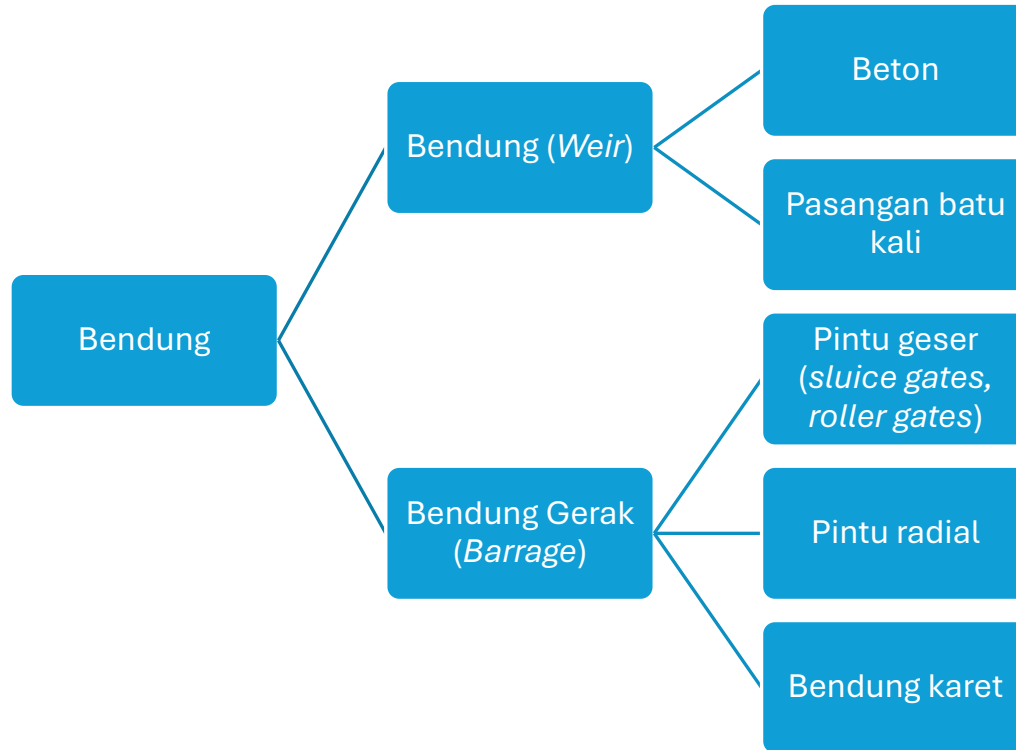 Bendung
Bendung (Weir)
Beton
Pasangan batu
kali
Bendung Gerak
(Barrage)
Pintu geser
(sluice gates,
roller gates)
Pintu radial
Bendung karet